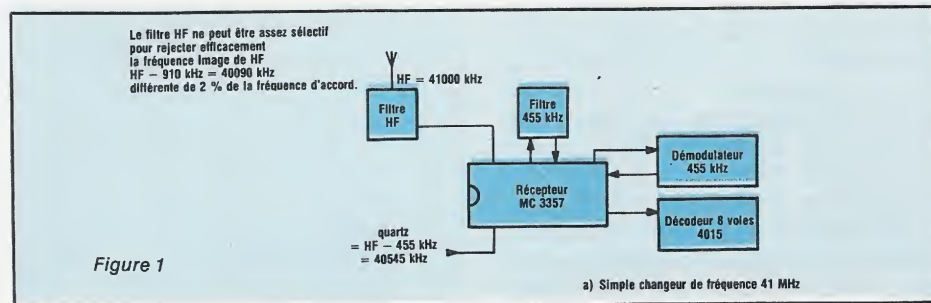 Le filtre HF ne peut être assez sélectif
pour rejecter efficacement
la fréquence Image de HF
HF – 910 kHz = 40090 kHz
différente de 2 % de la fréquence d'accord.
HF = 41000 kHz
Filtre
HF
Filtre
455 kHz
Récepteur
MC 3357
Démodulateur
455 kHz
Décodeur 8 voies
4015
quartz
= HF – 455 kHz
= 40545 kHz
Figure 1
a) Simple changeur de fréquence 41 MHz